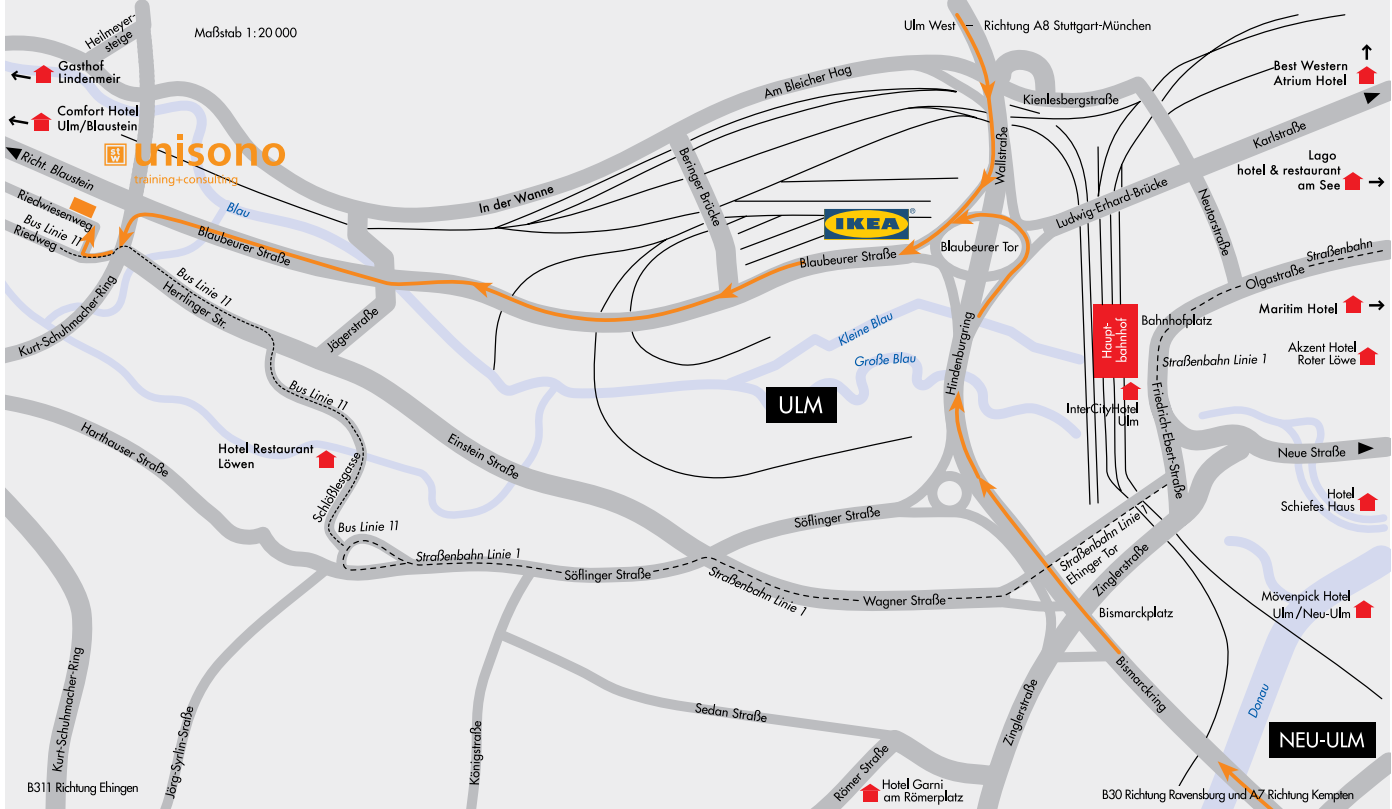 Heilmeyer-
steige
Maßstab 1:20 000
Ulm West – Richtung A8 Stuttgart-München
Gasthof
Lindenmeir
Comfort Hotel
Ulm/Blaustein
Am Bleicher Hag
Kienlesbergstraße
Best Western
Atrium Hotel
Karlstraße
st
w
unisono
training+consulting
Richt. Blaustein
Riedwiesenweg
Bus Linie 11
Riedweg
Blau
Blaubeurer Straße
In der Wanne
Beringer Brücke
Wallstraße
IKEA
®
Blaubeurer Straße
Blaubeurer Tor
Ludwig-Erhard-Brücke
Neutorstraße
Lago
hotel & restaurant
am See
Straßenbahn
Olgastraße
Maritim Hotel
Bus Linie 11
Herrlinger Str.
Kurt-Schuhmacher-Ring
Jägerstraße
Kleine Blau
Große Blau
Hindenburgring
Haupt-
bahnhof
Bahnhofplatz
Straßenbahn Linie 1
Akzent Hotel
Roter Löwe
Bus Linie 11
ULM
InterCityHotel
Ulm
Friedrich-Ebert-Straße
Harthauser Straße
Hotel Restaurant
Löwen
Schlößlesgasse
Einstein Straße
Neue Straße
Hotel
Schiefes Haus
Bus Linie 11
Straßenbahn Linie 1
Söflinger Straße
Söflinger Straße
Straßenbahn Linie 1
Wagner Straße
Straßenbahn Linie 1
Ehinger Tor
Zinglerstraße
Bismarckplatz
Mövenpick Hotel
Ulm/Neu-Ulm
Bismarckring
Donau
Kurt-Schuhmacher-Ring
Jörg-Syrlin-Sraße
Königstraße
Sedan Straße
Zinglerstraße
NEU-ULM
B311 Richtung Ehingen
Römer Straße
Hotel Garni
am Römerplatz
B30 Richtung Ravensburg und A7 Richtung Kempten